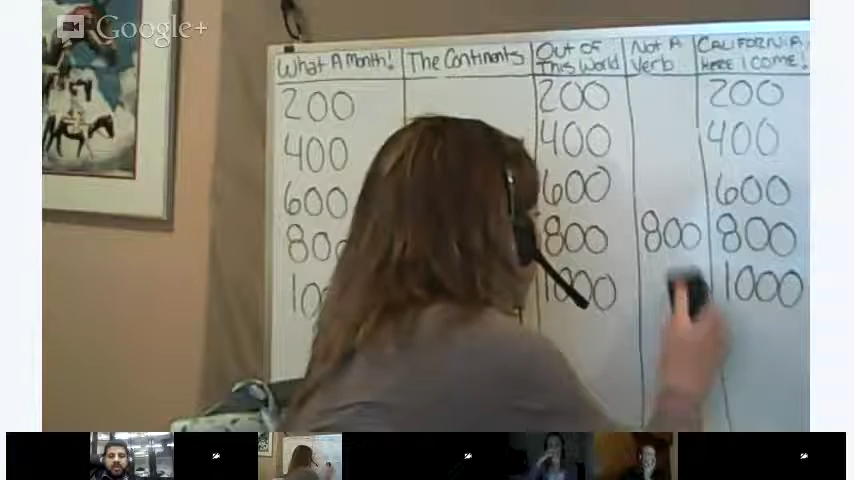 Google+
What A Month! The Continents Out Of This World Not A Verb California Here I Come!
200 200 200
400 400 400
600 600 600
800 800 800
1000 1000